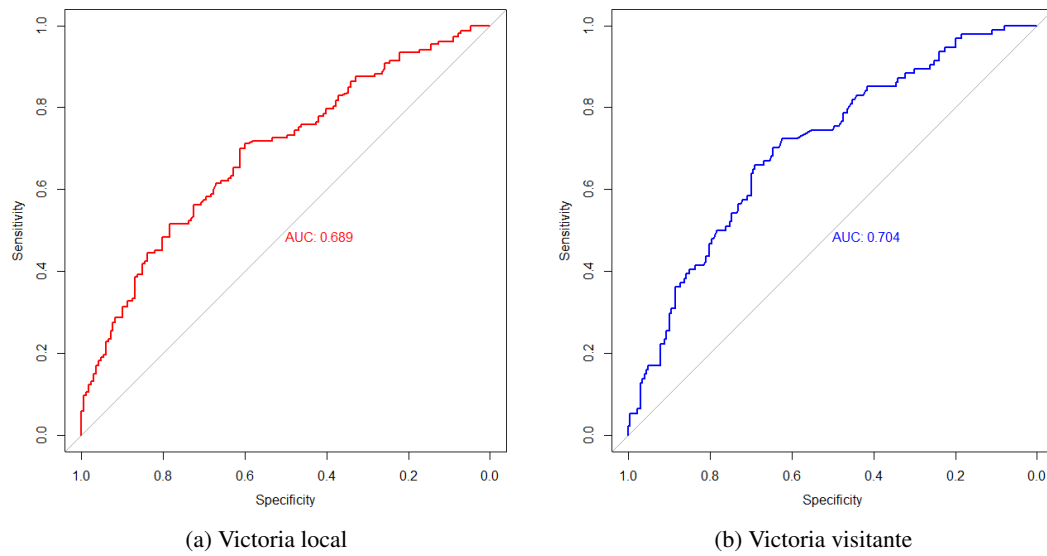 1.0
0.8
0.6
0.4
0.2
0.0
Sensitivity
AUC: 0.689
1.0 0.8 0.6 0.4 0.2 0.0
Specificity
(a) Victoria local
1.0
0.8
0.6
0.4
0.2
0.0
Sensitivity
AUC: 0.704
1.0 0.8 0.6 0.4 0.2 0.0
Specificity
(b) Victoria visitante